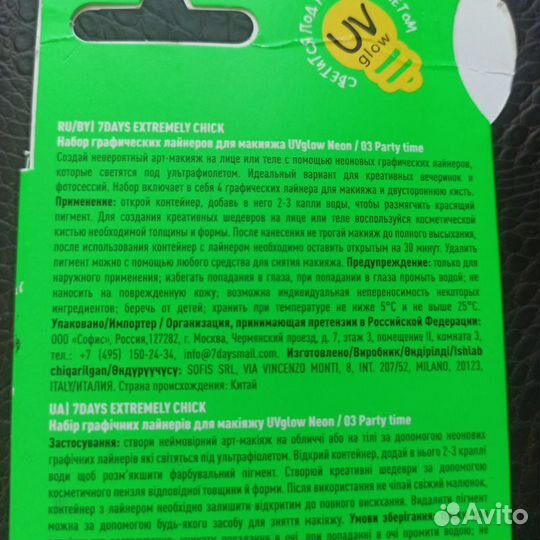 СВЕТИТСЯ ПОД
UV
glow
RU/BY| 7DAYS EXTREMELY CHICK
Набор графических лайнеров для макияжа UVglow Neon / 03 Party time
Создай невероятный арт-макияж на лице или теле с помощью неоновых графических лайнеров,
которые светятся под ультрафиолетом. Идеальный вариант для креативных вечеринок и
фотосессий. Набор включает в себя 4 графических лайнера для макияжа и двустороннюю кисть.
Применение: открой контейнер, добавь в него 2-3 капли воды, чтобы размягчить красящий
пигмент. Для создания креативных шедевров на лице или теле воспользуйся косметической
кистью необходимой толщины и формы. После нанесения не трогай макияж до полного высыхания,
после использования контейнер с лайнером необходимо оставить открытым на 30 минут. Удалить
пигмент можно с помощью любого средства для снятия макияжа. Предупреждение: только для
наружного применения; избегать попадания в глаза, при попадании в глаза промыть водой; не
наносить на поврежденную кожу; возможна индивидуальная непереносимость некоторых
ингредиентов; беречь от детей; хранить при температуре не ниже 5°C и не выше 25°C.
Упаковано/Импортер / Организация, принимающая претензии в Российской Федерации:
ООО «Софис», Россия,127282, г. Москва, Чермянский проезд, д. 7, этаж 3, помещение II, комната 3,
тел.: +7 (495) 150-24-34, info@7daysmail.com. Изготовлено/Виробник/Өндірілді/Ishlab
chiqarilgan/Өндүрүүчүсү: SOFIS SRL, VIA VINCENZO MONTI, 8, INT. 207/52, MILANO, 20123,
ITALY/ИТАЛИЯ. Страна происхождения: Китай
UA| 7DAYS EXTREMELY CHICK
Набір графічних лайнерів для макіяжу UVglow Neon / 03 Party time
Застосування: створи неймовірний арт-макіяж на обличчі або на тілі за допомогою неонових
графічних лайнерів які світяться під ультрафіолетом. Відкрий контейнер, додай в нього 2-3 краплі
води щоб розм'якшити фарбувальний пігмент. Створюй креативні шедеври за допомогою
косметичного пензля відповідної товщини й форми. Після використання не чіпай свіжий малюнок,
контейнер з лайнером необхідно залишити відкритим до повного висихання. Видалити пігмент
можна за допомогою будь-якого засобу для зняття макіяжу. Умови зберігання:
Avito